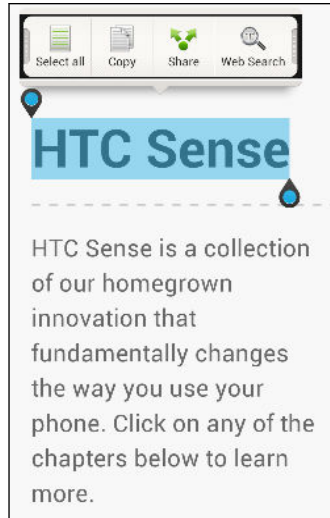 Select all Copy Share Web Search
HTC Sense
HTC Sense is a collection
of our homegrown
innovation that
fundamentally changes
the way you use your
phone. Click on any of the
chapters below to learn
more.